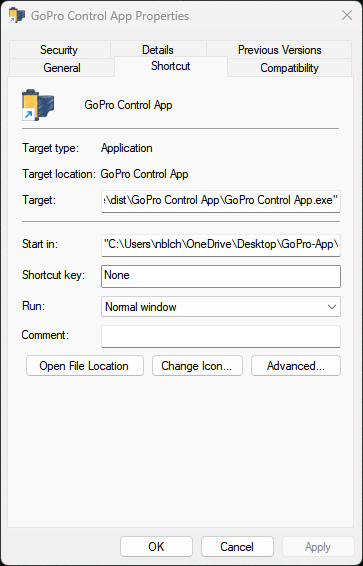 GoPro Control App Properties
Security Details Previous Versions
General Shortcut Compatibility
GoPro Control App
Target type: Application
Target location: GoPro Control App
Target: :\dist\GoPro Control App\GoPro Control App.exe"
Start in: "C:\Users\nblch\OneDrive\Desktop\GoPro-App\
Shortcut key: None
Run: Normal window
Comment:
Open File Location Change Icon... Advanced...
OK Cancel Apply